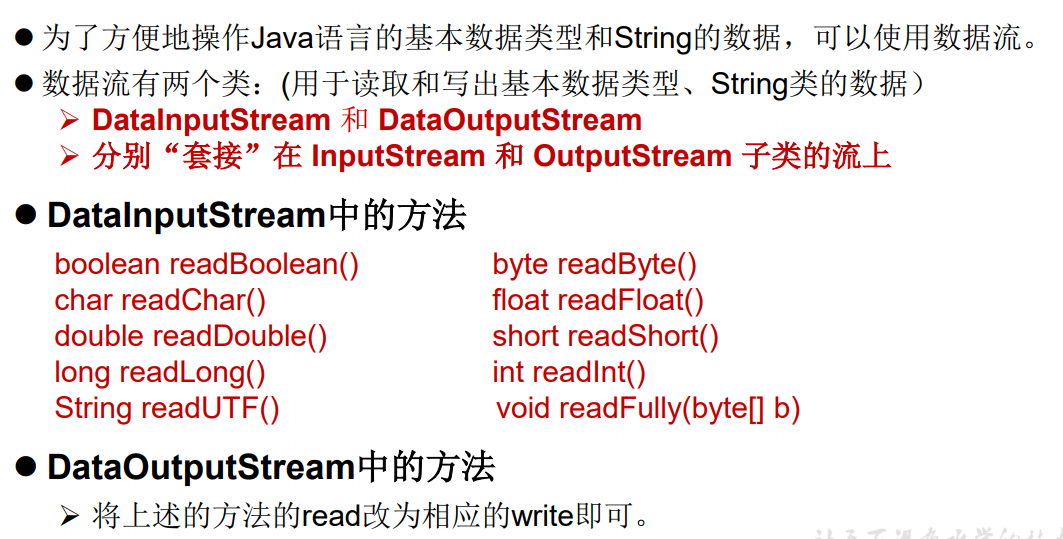 ● 为了方便地操作Java语言的基本数据类型和String的数据，可以使用数据流。
● 数据流有两个类：(用于读取和写出基本数据类型、String类的数据）
➢ DataInputStream 和 DataOutputStream
➢ 分别“套接”在 InputStream 和 OutputStream 子类的流上
● DataInputStream中的方法
boolean readBoolean() byte readByte()
char readChar() float readFloat()
double readDouble() short readShort()
long readLong() int readInt()
String readUTF() void readFully(byte[] b)
● DataOutputStream中的方法
➢ 将上述的方法的read改为相应的write即可。